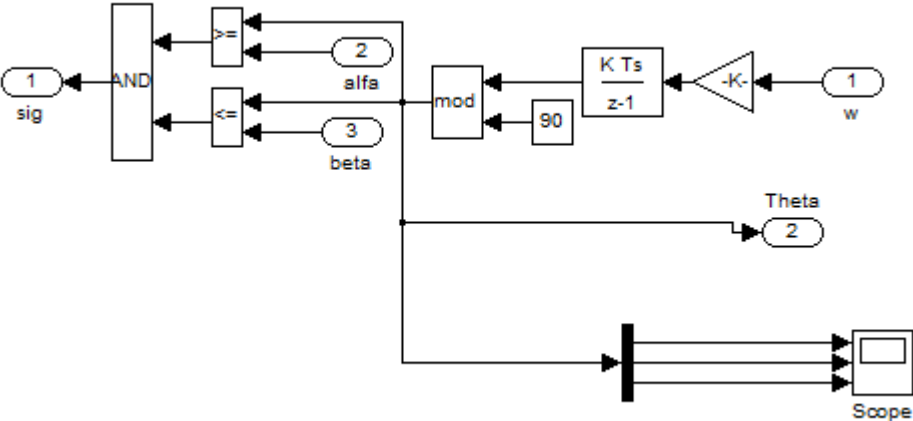 >=
2
alfa
AND
1
sig
<=
3
beta
mod
90
K Ts
z-1
-K-
1
w
Theta
2
Scope